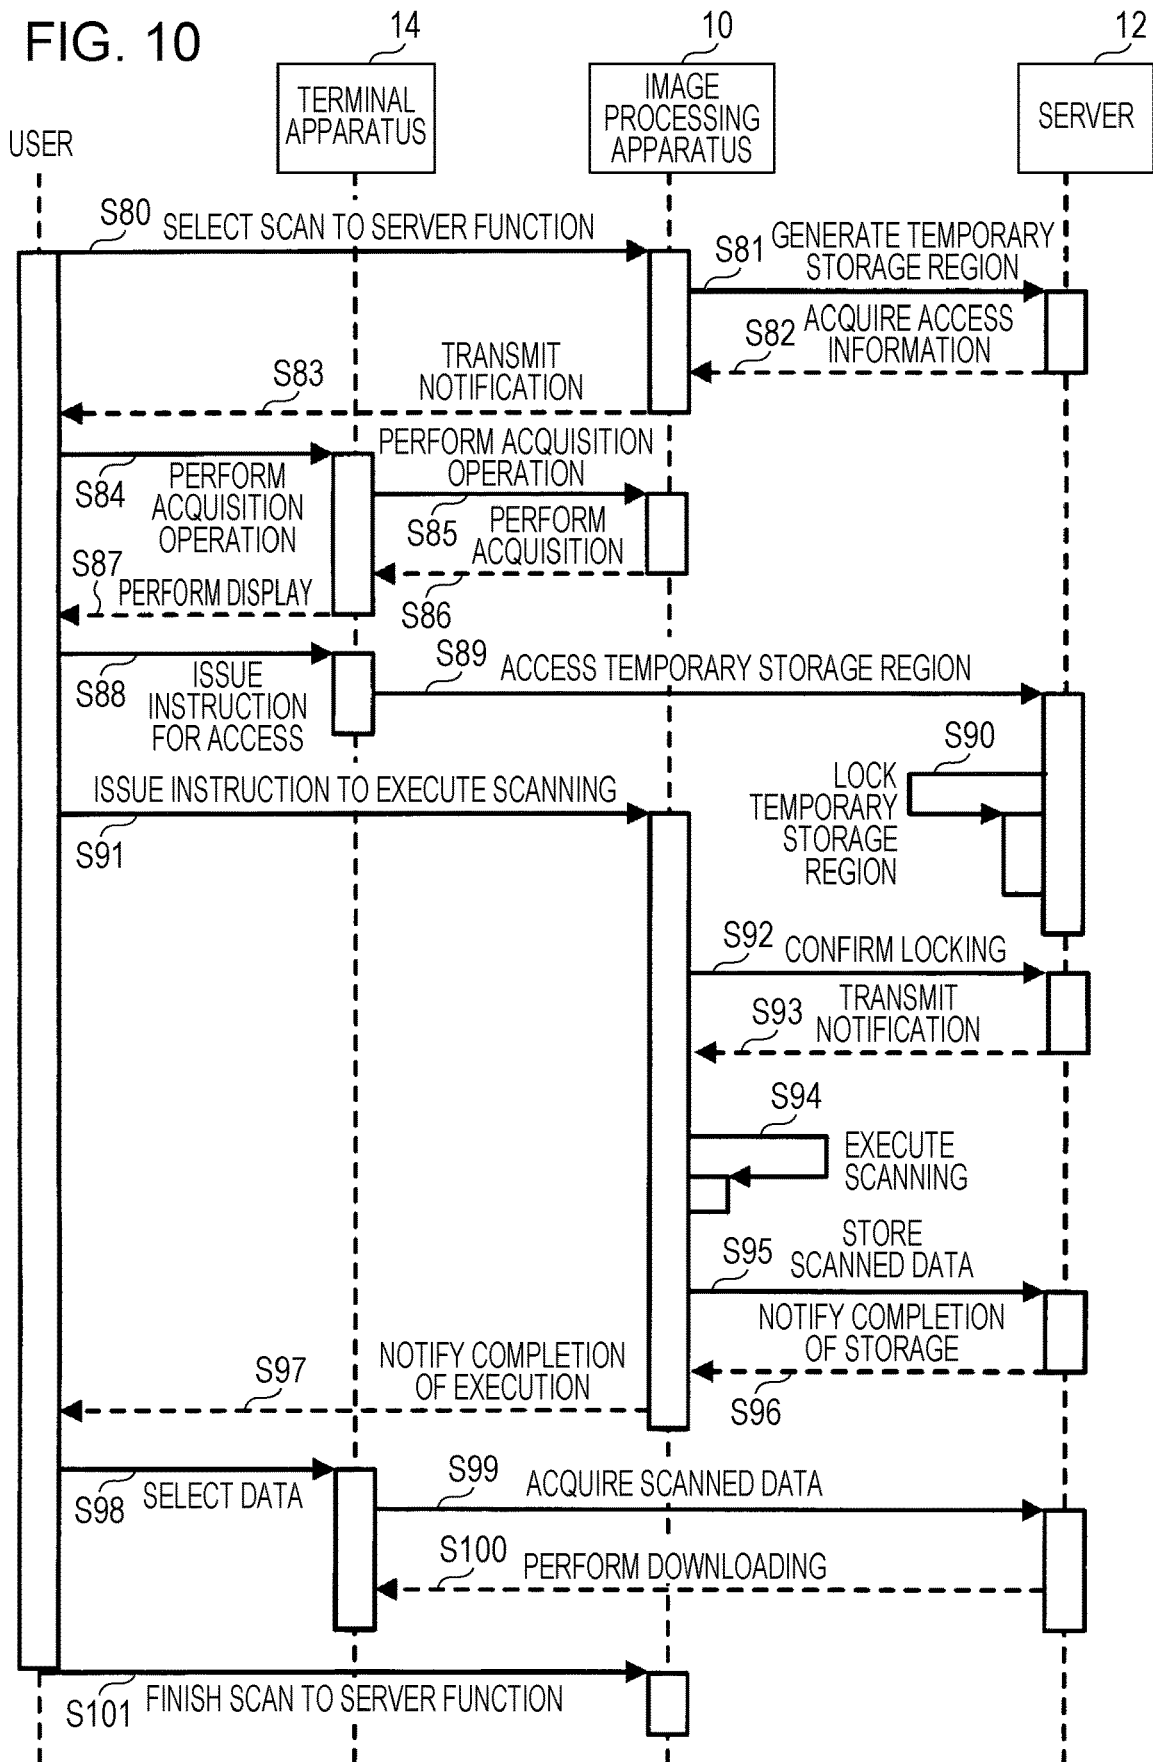 FIG. 10
14
10
12
USER
TERMINAL
APPARATUS
IMAGE
PROCESSING
APPARATUS
SERVER
S80
SELECT SCAN TO SERVER FUNCTION
S81
GENERATE TEMPORARY
STORAGE REGION
S82
ACQUIRE ACCESS
INFORMATION
S83
TRANSMIT
NOTIFICATION
S84
PERFORM
ACQUISITION
OPERATION
PERFORM ACQUISITION
OPERATION
S85
PERFORM
ACQUISITION
S86
S87
PERFORM DISPLAY
S88
ISSUE
INSTRUCTION
FOR ACCESS
S89
ACCESS TEMPORARY STORAGE REGION
S90
LOCK
TEMPORARY
STORAGE
REGION
ISSUE INSTRUCTION TO EXECUTE SCANNING
S91
S92
CONFIRM LOCKING
S93
TRANSMIT
NOTIFICATION
S94
EXECUTE
SCANNING
S95
STORE
SCANNED DATA
NOTIFY COMPLETION
OF STORAGE
S96
S97
NOTIFY COMPLETION
OF EXECUTION
S98
SELECT DATA
S99
ACQUIRE SCANNED DATA
S100
PERFORM DOWNLOADING
S101
FINISH SCAN TO SERVER FUNCTION